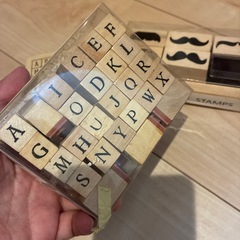 A I C E F
G O D K L
M H U J Q R
S N Y P W X
STAMPS